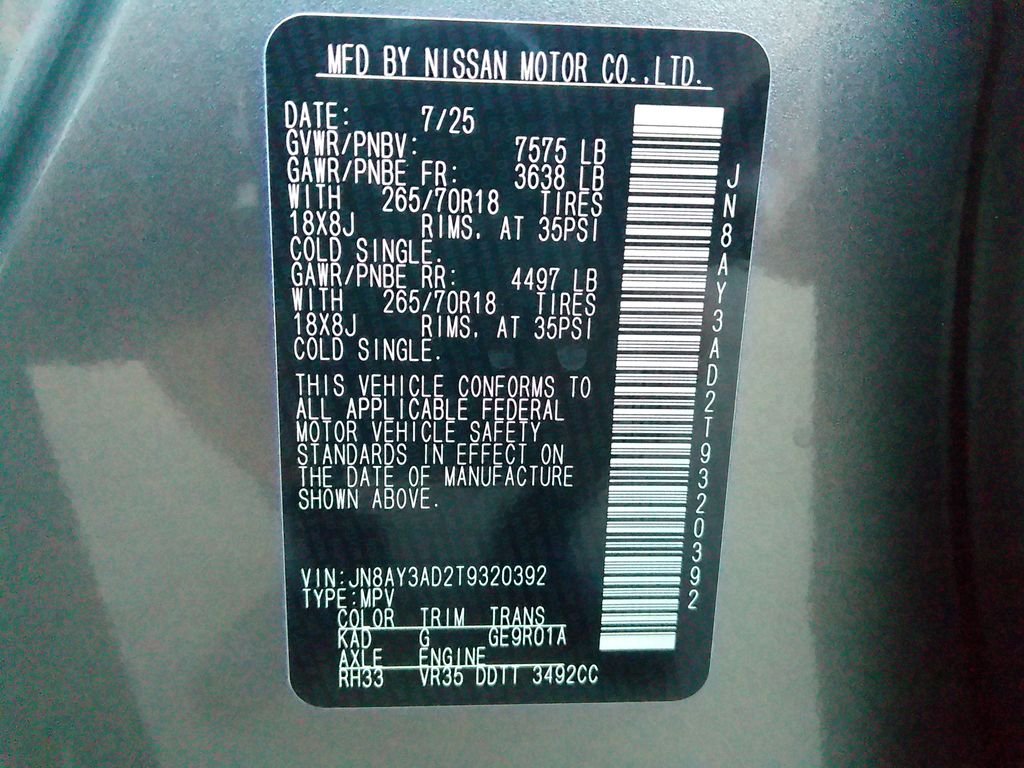 MFD BY NISSAN MOTOR CO.,LTD.
DATE: 7/25
GVWR/PNBV: 7575 LB
GAWR/PNBE FR: 3638 LB
WITH 265/70R18 TIRES
18X8J RIMS, AT 35PSI
COLD SINGLE.
GAWR/PNBE RR: 4497 LB
WITH 265/70R18 TIRES
18X8J RIMS, AT 35PSI
COLD SINGLE.
THIS VEHICLE CONFORMS TO
ALL APPLICABLE FEDERAL
MOTOR VEHICLE SAFETY
STANDARDS IN EFFECT ON
THE DATE OF MANUFACTURE
SHOWN ABOVE.
VIN:JN8AY3AD2T9320392
TYPE:MPV
COLOR TRIM TRANS
KAD G GE9R01A
AXLE ENGINE
RH33 VR35 DDTT 3492CC
JN8AY3AD2T9320392